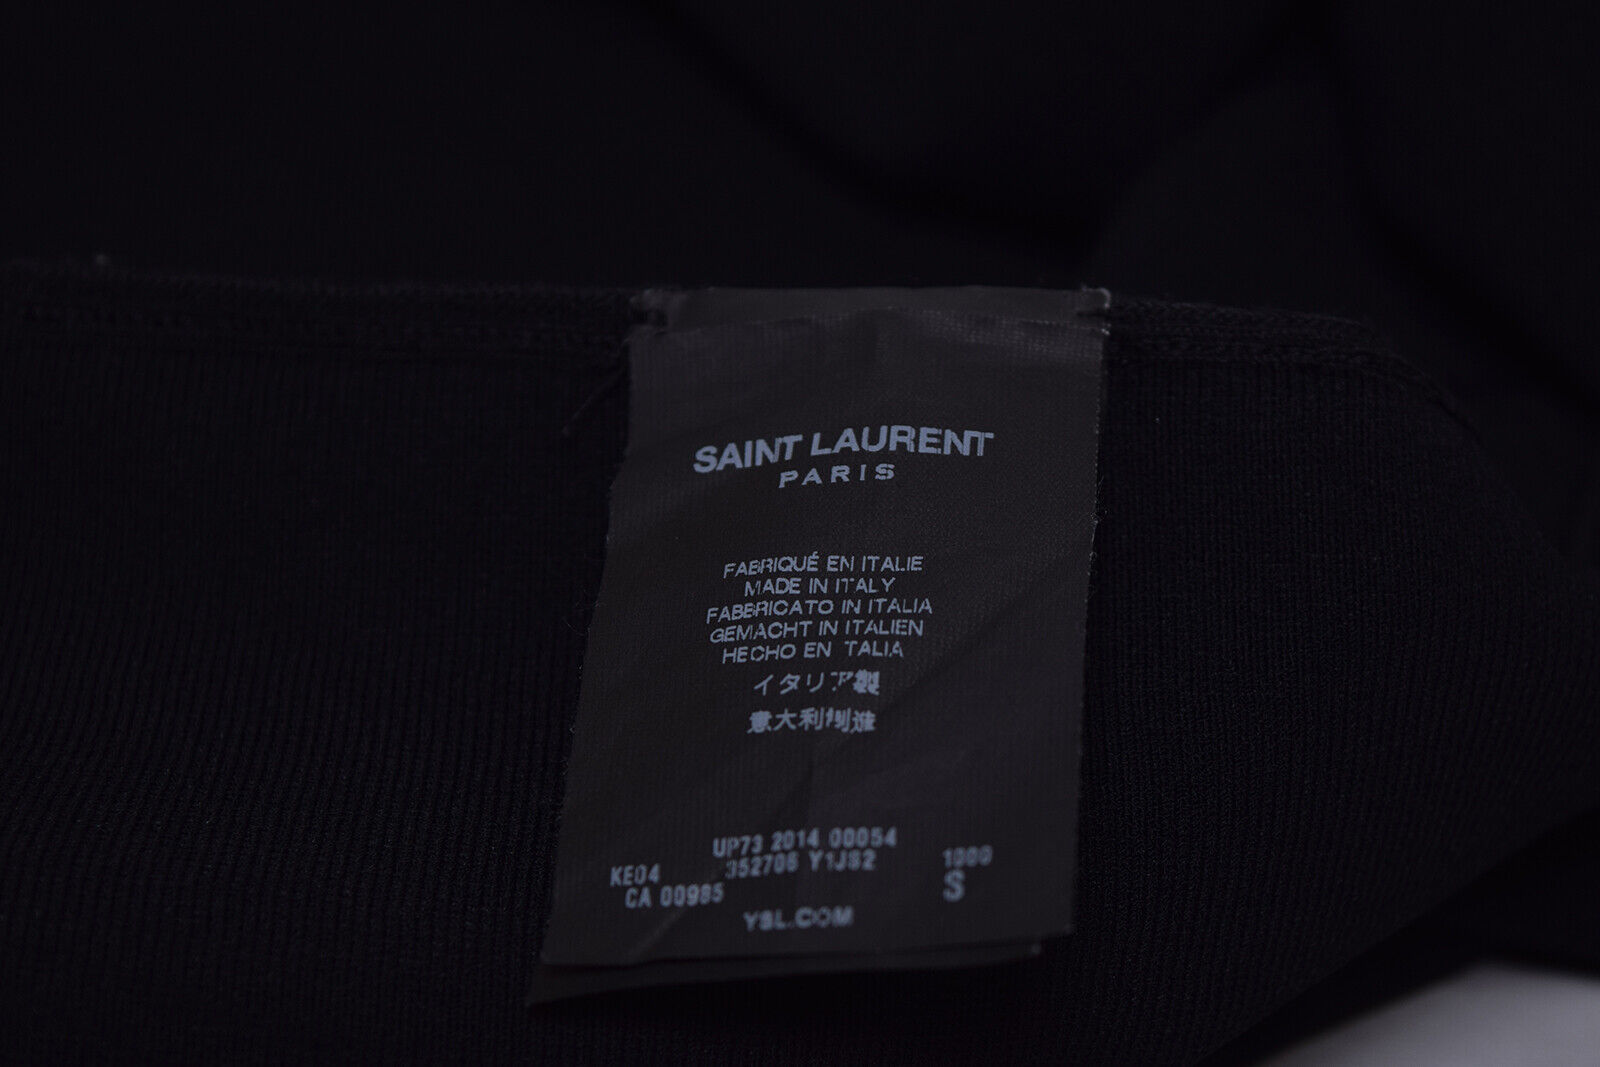 SAINT LAURENT
PARIS
FABRIQUÉ EN ITALIE
MADE IN ITALY
FABBRICATO IN ITALIA
GEMACHT IN ITALIEN
HECHO EN TALIA
イタリア製
意大利制造
UP73 2014 00054
KE04 352706 Y1JS2 1000
CA 00985 S
YSL.COM